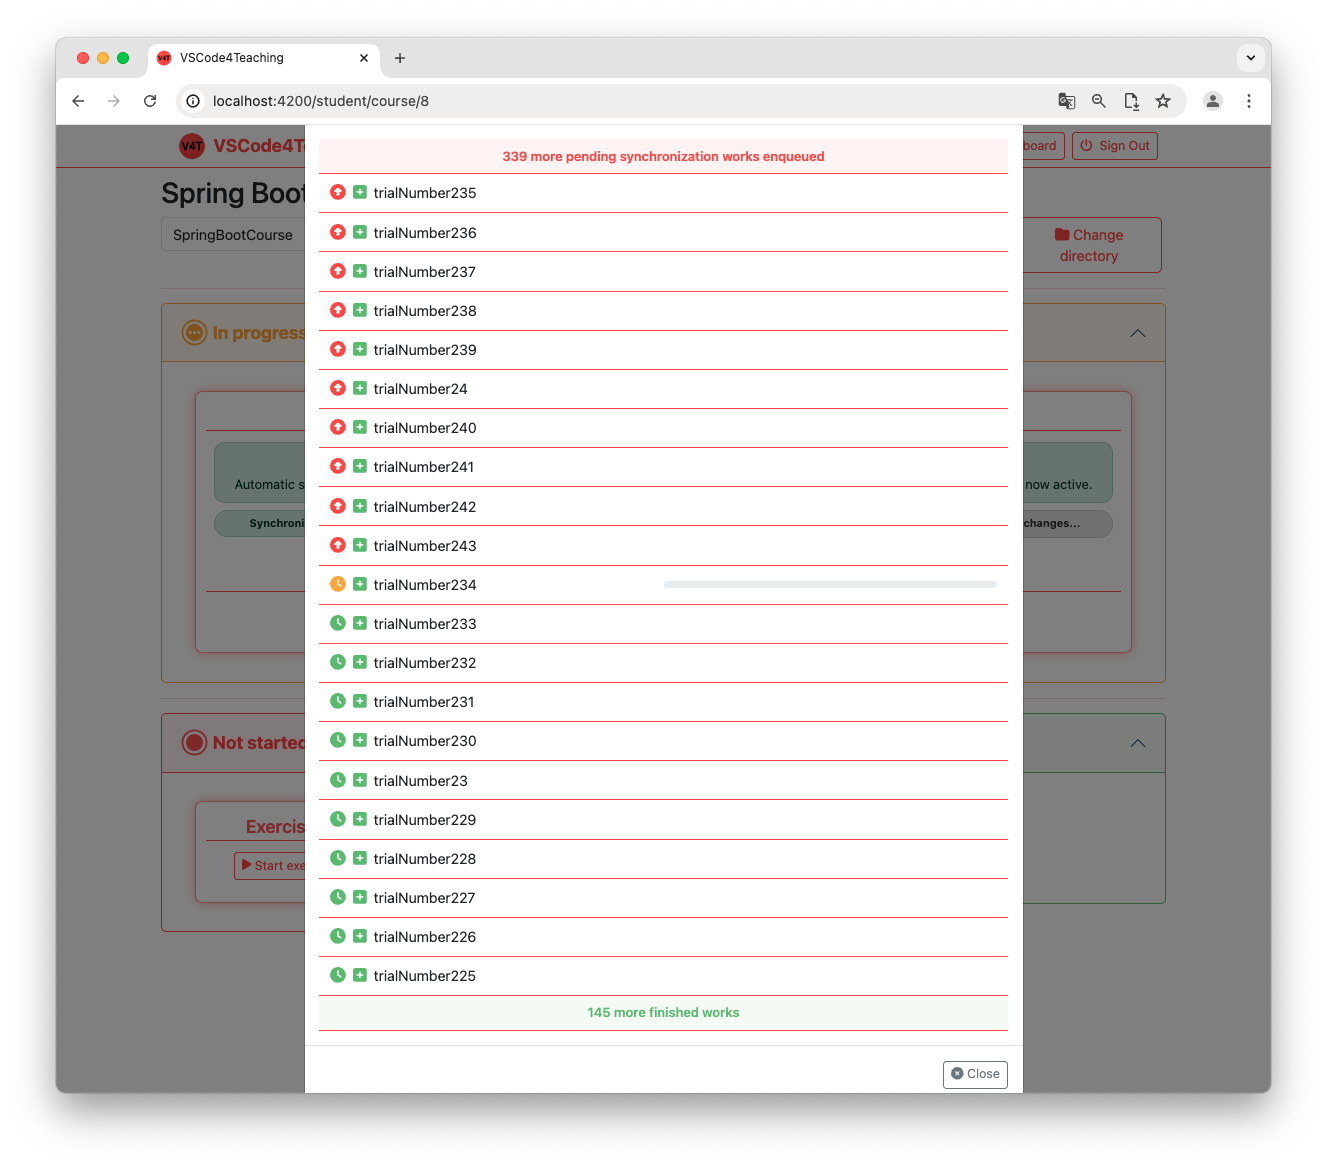 VSCode4Teaching
localhost:4200/student/course/8
V4T VSCode4T
board
Sign Out
Spring Boot
SpringBootCourse
Change
directory
In progress
Automatic s
now active.
Synchroni
changes...
Not started
Exercis
Start exe
339 more pending synchronization works enqueued
trialNumber235
trialNumber236
trialNumber237
trialNumber238
trialNumber239
trialNumber24
trialNumber240
trialNumber241
trialNumber242
trialNumber243
trialNumber234
trialNumber233
trialNumber232
trialNumber231
trialNumber230
trialNumber23
trialNumber229
trialNumber228
trialNumber227
trialNumber226
trialNumber225
145 more finished works
Close